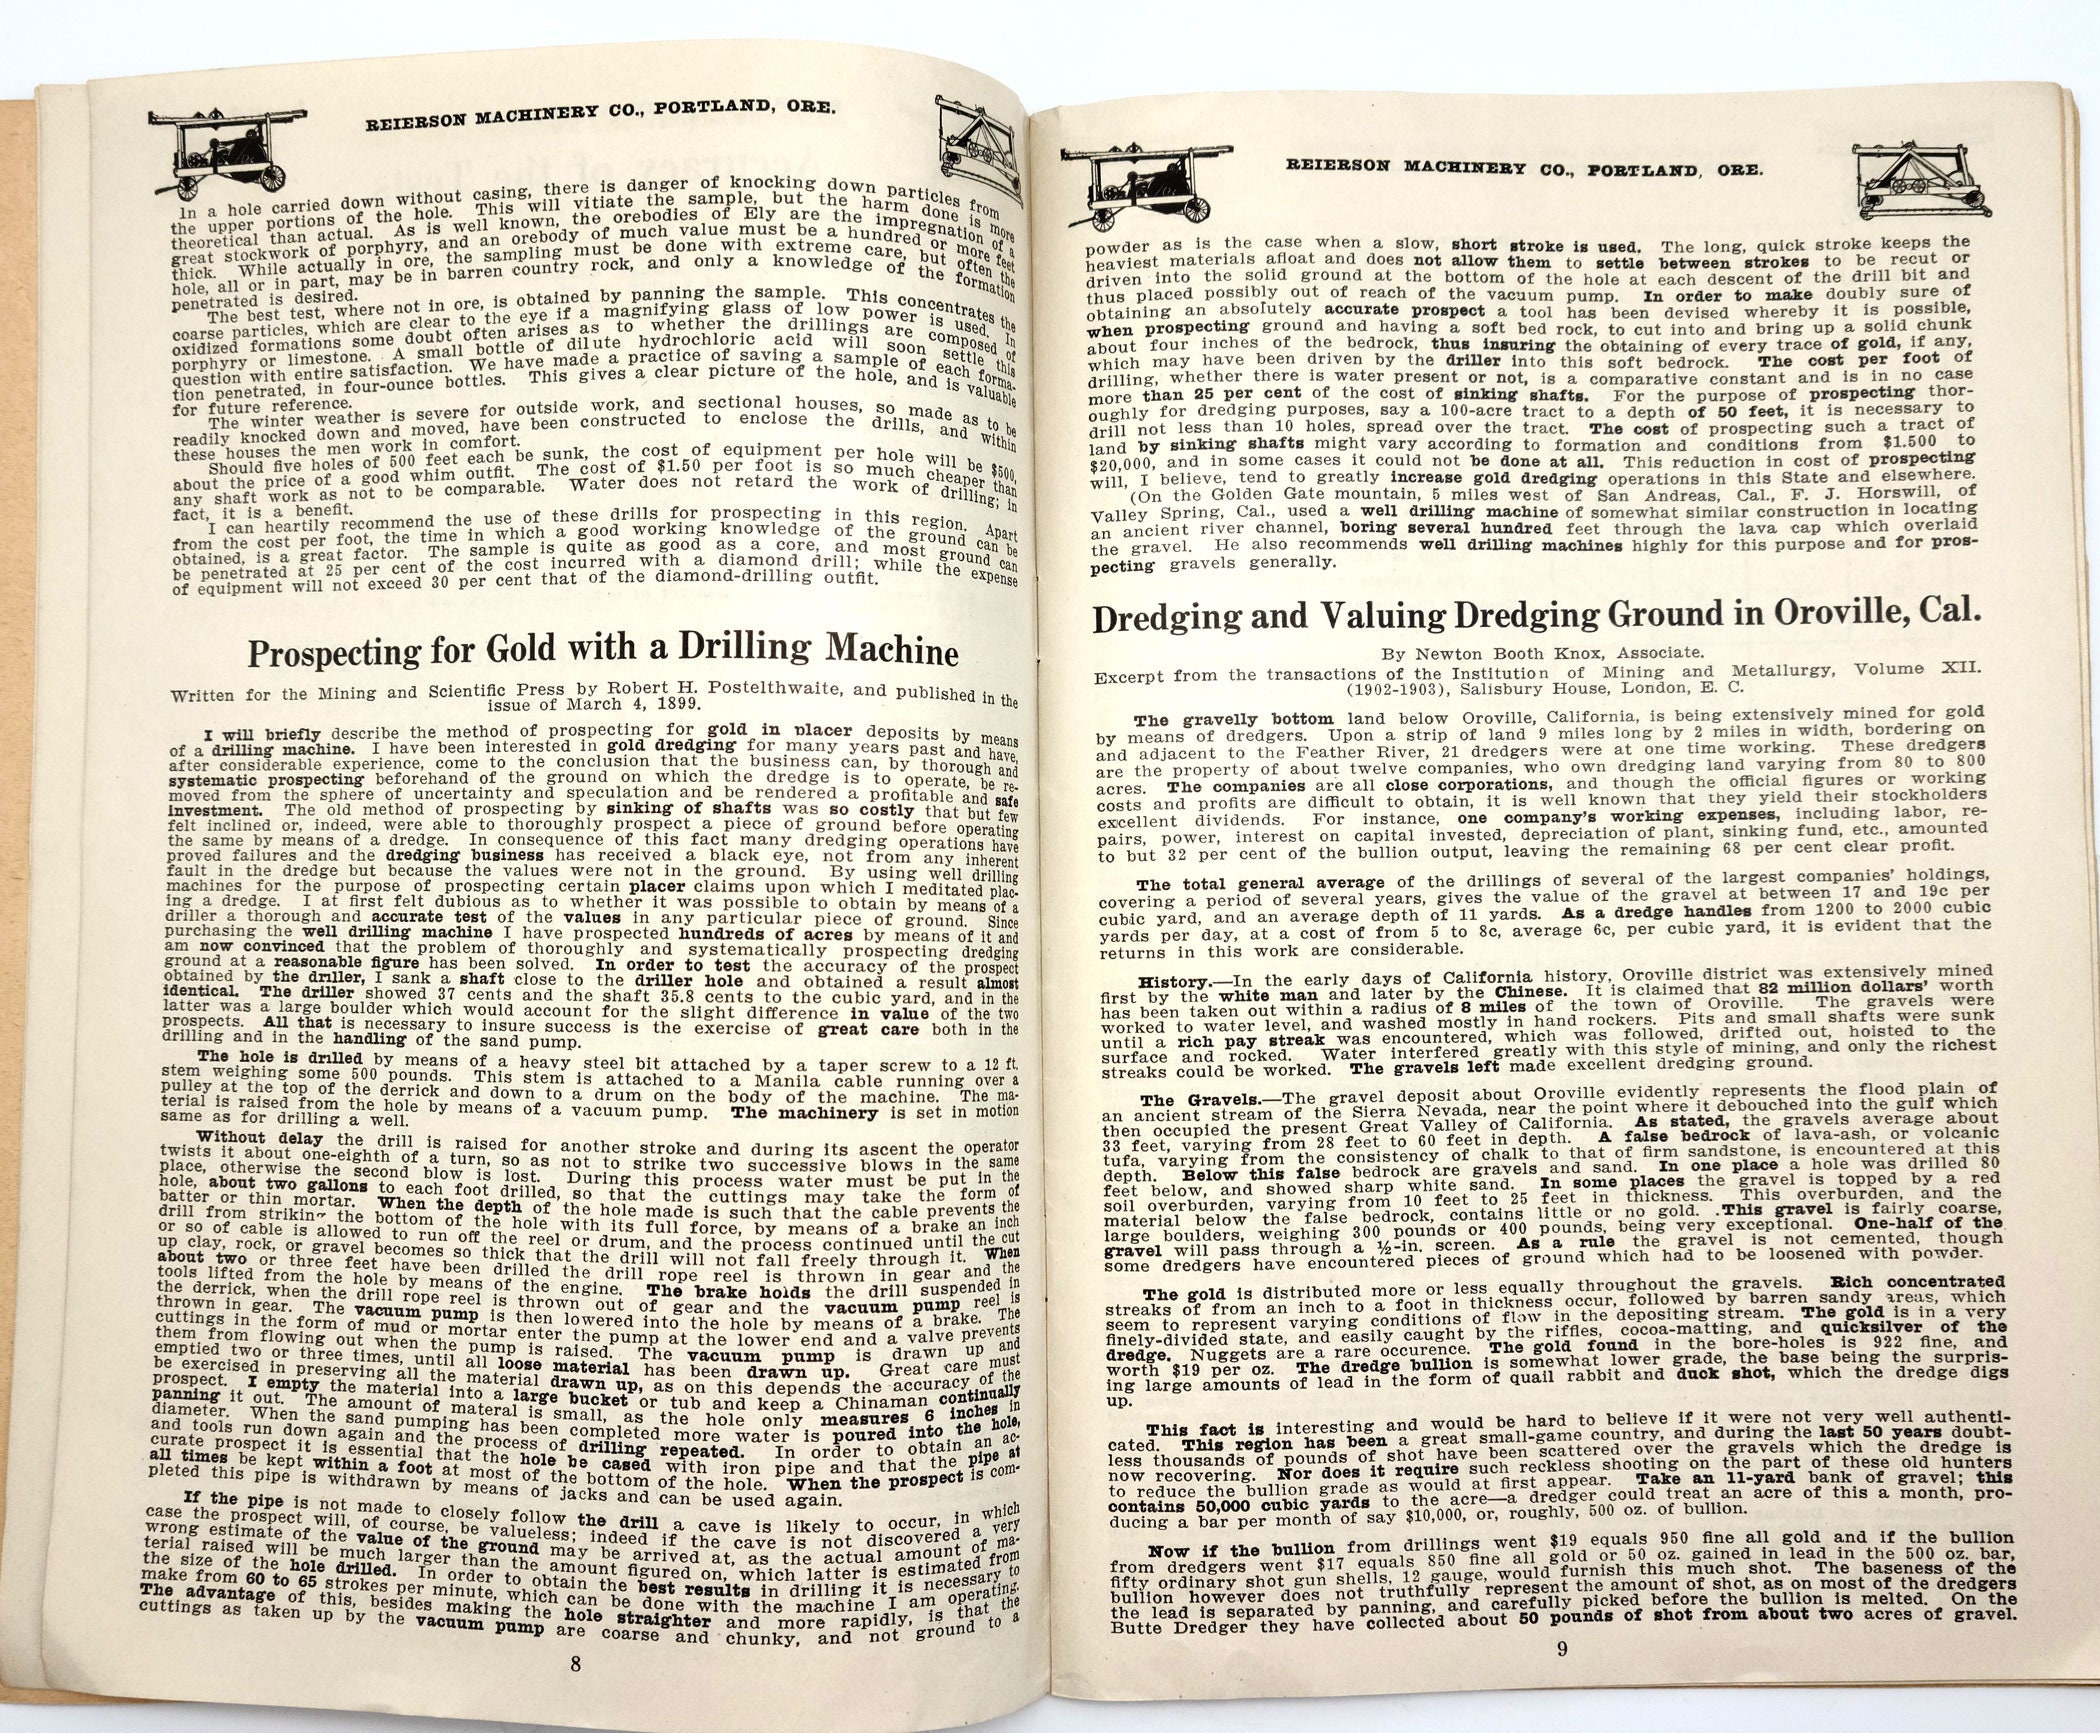 REIERSON MACHINERY CO., PORTLAND, ORE.
In a hole carried down without casing, there is danger of knocking down particles from
the upper portions of the hole. This will vitiate the sample, but the harm done is more
theoretical than actual. As is well known, the orebodies of Ely are the impregnation of a
great stockwork of porphyry, and an orebody of much value must be a hundred or more feet
thick. While actually in ore, the sampling must be done with extreme care, but often the
hole, all or in part, may be in barren country rock, and only a knowledge of the formation
penetrated is desired.
The best test, where not in ore, is obtained by panning the sample. This concentrates the
coarse particles, which are clear to the eye if a magnifying glass of low power is used. In
oxidized formations some doubt often arises as to whether the drillings are composed of
porphyry or limestone. A small bottle of dilute hydrochloric acid will soon settle this
question with entire satisfaction. We have made a practice of saving a sample of each forma-
tion penetrated, in four-ounce bottles. This gives a clear picture of the hole, and is valuable
for future reference.
The winter weather is severe for outside work, and sectional houses, so made as to be
readily knocked down and moved, have been constructed to enclose the drills, and within
these houses the men work in comfort.
Should five holes of 500 feet each be sunk, the cost of equipment per hole will be $500,
about the price of a good whim outfit. The cost of $1.50 per foot is so much cheaper than
any shaft work as not to be comparable. Water does not retard the work of drilling; in
fact, it is a benefit.
I can heartily recommend the use of these drills for prospecting in this region. Apart
from the cost per foot, the time in which a good working knowledge of the ground can be
obtained, is a great factor. The sample is quite as good as a core, and most ground can
be penetrated at 25 per cent of the cost incurred with a diamond drill; while the expense
of equipment will not exceed 30 per cent that of the diamond-drilling outfit.
Prospecting for Gold with a Drilling Machine
Written for the Mining and Scientific Press by Robert H. Postelthwaite, and published in the
issue of March 4, 1899.
I will briefly describe the method of prospecting for gold in placer deposits by means
of a drilling machine. I have been interested in gold dredging for many years past and have,
after considerable experience, come to the conclusion that the business can, by thorough and
systematic prospecting beforehand of the ground on which the dredge is to operate, be re-
moved from the sphere of uncertainty and speculation and be rendered a profitable and safe
investment. The old method of prospecting by sinking of shafts was so costly that but few
felt inclined or, indeed, were able to thoroughly prospect a piece of ground before operating
the same by means of a dredge. In consequence of this fact many dredging operations have
proved failures and the dredging business has received a black eye, not from any inherent
fault in the dredge but because the values were not in the ground. By using well drilling
machines for the purpose of prospecting certain placer claims upon which I meditated plac-
ing a dredge. I at first felt dubious as to whether it was possible to obtain by means of a
driller a thorough and accurate test of the values in any particular piece of ground. Since
purchasing the well drilling machine I have prospected hundreds of acres by means of it and
am now convinced that the problem of thoroughly and systematically prospecting dredging
ground at a reasonable figure has been solved. In order to test the accuracy of the prospect
obtained by the driller, I sank a shaft close to the driller hole and obtained a result almost
identical. The driller showed 37 cents and the shaft 35.8 cents to the cubic yard, and in the
latter was a large boulder which would account for the slight difference in value of the two
prospects. All that is necessary to insure success is the exercise of great care both in the
drilling and in the handling of the sand pump.
The hole is drilled by means of a heavy steel bit attached by a taper screw to a 12 ft.
stem weighing some 500 pounds. This stem is attached to a Manila cable running over a
pulley at the top of the derrick and down to a drum on the body of the machine. The ma-
terial is raised from the hole by means of a vacuum pump. The machinery is set in motion
same as for drilling a well.
Without delay the drill is raised for another stroke and during its ascent the operator
twists it about one-eighth of a turn, so as not to strike two successive blows in the same
place, otherwise the second blow is lost. During this process water must be put in the
hole, about two gallons to each foot drilled, so that the cuttings may take the form of
batter or thin mortar. When the depth of the hole made is such that the cable prevents the
drill from striking the bottom of the hole with its full force, by means of a brake an inch
or so of cable is allowed to run off the reel or drum, and the process continued until the cut
up clay, rock, or gravel becomes so thick that the drill will not fall freely through it. When
about two or three feet have been drilled the drill rope reel is thrown in gear and the
tools lifted from the hole by means of the engine. The brake holds the drill suspended in
the derrick, when the drill rope reel is thrown out of gear and the vacuum pump reel is
thrown in gear. The vacuum pump is then lowered into the hole by means of a brake. The
cuttings in the form of mud or mortar enter the pump at the lower end and a valve prevents
them from flowing out when the pump is raised. The vacuum pump is drawn up and
emptied two or three times, until all loose material has been drawn up. Great care must
be exercised in preserving all the material drawn up, as on this depends the accuracy of the
prospect. I empty the material into a large bucket or tub and keep a Chinaman continually
panning it out. The amount of materal is small, as the hole only measures 6 inches in
diameter. When the sand pumping has been completed more water is poured into the hole,
and tools run down again and the process of drilling repeated. In order to obtain an ac-
curate prospect it is essential that the hole be cased with iron pipe and that the pipe at
all times be kept within a foot at most of the bottom of the hole. When the prospect is com-
pleted this pipe is withdrawn by means of jacks and can be used again.
If the pipe is not made to closely follow the drill a cave is likely to occur, in which
case the prospect will, of course, be valueless; indeed if the cave is not discovered a very
wrong estimate of the value of the ground may be arrived at, as the actual amount of ma-
terial raised will be much larger than the amount figured on, which latter is estimated from
the size of the hole drilled. In order to obtain the best results in drilling it is necessary to
make from 60 to 65 strokes per minute, which can be done with the machine I am operating.
The advantage of this, besides making the hole straighter and more rapidly, is that the
cuttings as taken up by the vacuum pump are coarse and chunky, and not ground to a
8
REIERSON MACHINERY CO., PORTLAND, ORE.
powder as is the case when a slow, short stroke is used. The long, quick stroke keeps the
heaviest materials afloat and does not allow them to settle between strokes to be recut or
driven into the solid ground at the bottom of the hole at each descent of the drill bit and
thus placed possibly out of reach of the vacuum pump. In order to make doubly sure of
obtaining an absolutely accurate prospect a tool has been devised whereby it is possible,
when prospecting ground and having a soft bed rock, to cut into and bring up a solid chunk
about four inches of the bedrock, thus insuring the obtaining of every trace of gold, if any,
which may have been driven by the driller into this soft bedrock. The cost per foot of
drilling, whether there is water present or not, is a comparative constant and is in no case
more than 25 per cent of the cost of sinking shafts. For the purpose of prospecting thor-
oughly for dredging purposes, say a 100-acre tract to a depth of 50 feet, it is necessary to
drill not less than 10 holes, spread over the tract. The cost of prospecting such a tract of
land by sinking shafts might vary according to formation and conditions from $1.500 to
$20,000, and in some cases it could not be done at all. This reduction in cost of prospecting
will, I believe, tend to greatly increase gold dredging operations in this State and elsewhere.
(On the Golden Gate mountain, 5 miles west of San Andreas, Cal., F. J. Horswill, of
Valley Spring, Cal., used a well drilling machine of somewhat similar construction in locating
an ancient river channel, boring several hundred feet through the lava cap which overlaid
the gravel. He also recommends well drilling machines highly for this purpose and for pros-
pecting gravels generally.
Dredging and Valuing Dredging Ground in Oroville, Cal.
By Newton Booth Knox, Associate.
Excerpt from the transactions of the Institution of Mining and Metallurgy, Volume XII.
(1902-1903), Salisbury House, London, E. C.
The gravelly bottom land below Oroville, California, is being extensively mined for gold
by means of dredgers. Upon a strip of land 9 miles long by 2 miles in width, bordering on
and adjacent to the Feather River, 21 dredgers were at one time working. These dredgers
are the property of about twelve companies, who own dredging land varying from 80 to 800
acres. The companies are all close corporations, and though the official figures or working
costs and profits are difficult to obtain, it is well known that they yield their stockholders
excellent dividends. For instance, one company's working expenses, including labor, re-
pairs, power, interest on capital invested, depreciation of plant, sinking fund, etc., amounted
to but 32 per cent of the bullion output, leaving the remaining 68 per cent clear profit.
The total general average of the drillings of several of the largest companies' holdings,
covering a period of several years, gives the value of the gravel at between 17 and 19c per
cubic yard, and an average depth of 11 yards. As a dredge handles from 1200 to 2000 cubic
yards per day, at a cost of from 5 to 8c, average 6c, per cubic yard, it is evident that the
returns in this work are considerable.
History.—In the early days of California history, Oroville district was extensively mined
first by the white man and later by the Chinese. It is claimed that 82 million dollars' worth
has been taken out within a radius of 8 miles of the town of Oroville. The gravels were
worked to water level, and washed mostly in hand rockers. Pits and small shafts were sunk
until a rich pay streak was encountered, which was followed, drifted out, hoisted to the
surface and rocked. Water interfered greatly with this style of mining, and only the richest
streaks could be worked. The gravels left made excellent dredging ground.
The Gravels.—The gravel deposit about Oroville evidently represents the flood plain of
an ancient stream of the Sierra Nevada, near the point where it debouched into the gulf which
then occupied the present Great Valley of California. As stated, the gravels average about
33 feet, varying from 28 feet to 60 feet in depth. A false bedrock of lava-ash, or volcanic
tufa, varying from the consistency of chalk to that of firm sandstone, is encountered at this
depth. Below this false bedrock are gravels and sand. In one place a hole was drilled 80
feet below, and showed sharp white sand. In some places the gravel is topped by a red
soil overburden, varying from 10 feet to 25 feet in thickness. This overburden, and the
material below the false bedrock, contains little or no gold. .This gravel is fairly coarse,
large boulders, weighing 300 pounds or 400 pounds, being very exceptional. One-half of the
gravel will pass through a ½-in. screen. As a rule the gravel is not cemented, though
some dredgers have encountered pieces of ground which had to be loosened with powder.
The gold is distributed more or less equally throughout the gravels. Rich concentrated
streaks of from an inch to a foot in thickness occur, followed by barren sandy areas, which
seem to represent varying conditions of flow in the depositing stream. The gold is in a very
finely-divided state, and easily caught by the riffles, cocoa-matting, and quicksilver of the
dredge. Nuggets are a rare occurence. The gold found in the bore-holes is 922 fine, and
worth $19 per oz. The dredge bullion is somewhat lower grade, the base being the surpris-
ing large amounts of lead in the form of quail rabbit and duck shot, which the dredge digs
up.
This fact is interesting and would be hard to believe if it were not very well authenti-
cated. This region has been a great small-game country, and during the last 50 years doubt-
less thousands of pounds of shot have been scattered over the gravels which the dredge is
now recovering. Nor does it require such reckless shooting on the part of these old hunters
to reduce the bullion grade as would at first appear. Take an 11-yard bank of gravel; this
contains 50,000 cubic yards to the acre—a dredger could treat an acre of this a month, pro-
ducing a bar per month of say $10,000, or, roughly, 500 oz. of bullion.
Now if the bullion from drillings went $19 equals 950 fine all gold and if the bullion
from dredgers went $17 equals 850 fine all gold or 50 oz. gained in lead in the 500 oz. bar,
fifty ordinary shot gun shells, 12 gauge, would furnish this much shot. The baseness of the
bullion however does not truthfully represent the amount of shot, as on most of the dredgers
the lead is separated by panning, and carefully picked before the bullion is melted. On the
Butte Dredger they have collected about 50 pounds of shot from about two acres of gravel.
9